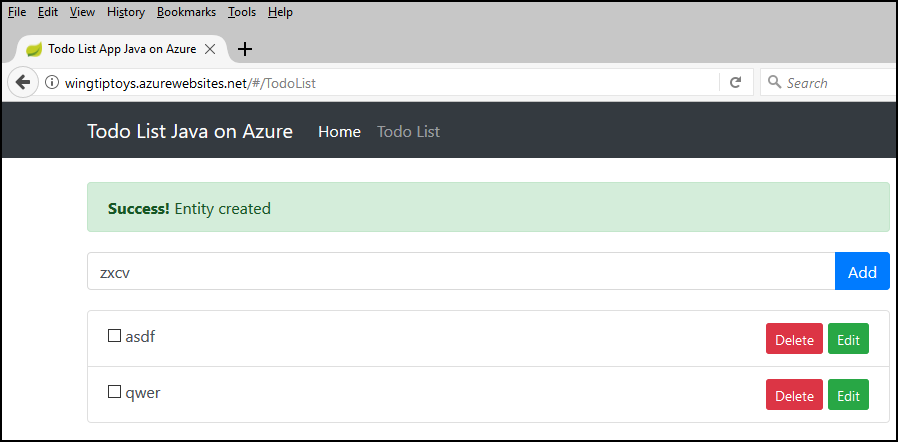 File Edit View History Bookmarks Tools Help
Todo List App Java on Azure
wingtiptoys.azurewebsites.net/#/TodoList Search
Todo List Java on Azure Home Todo List
Success! Entity created
zxcv Add
asdf Delete Edit
qwer Delete Edit